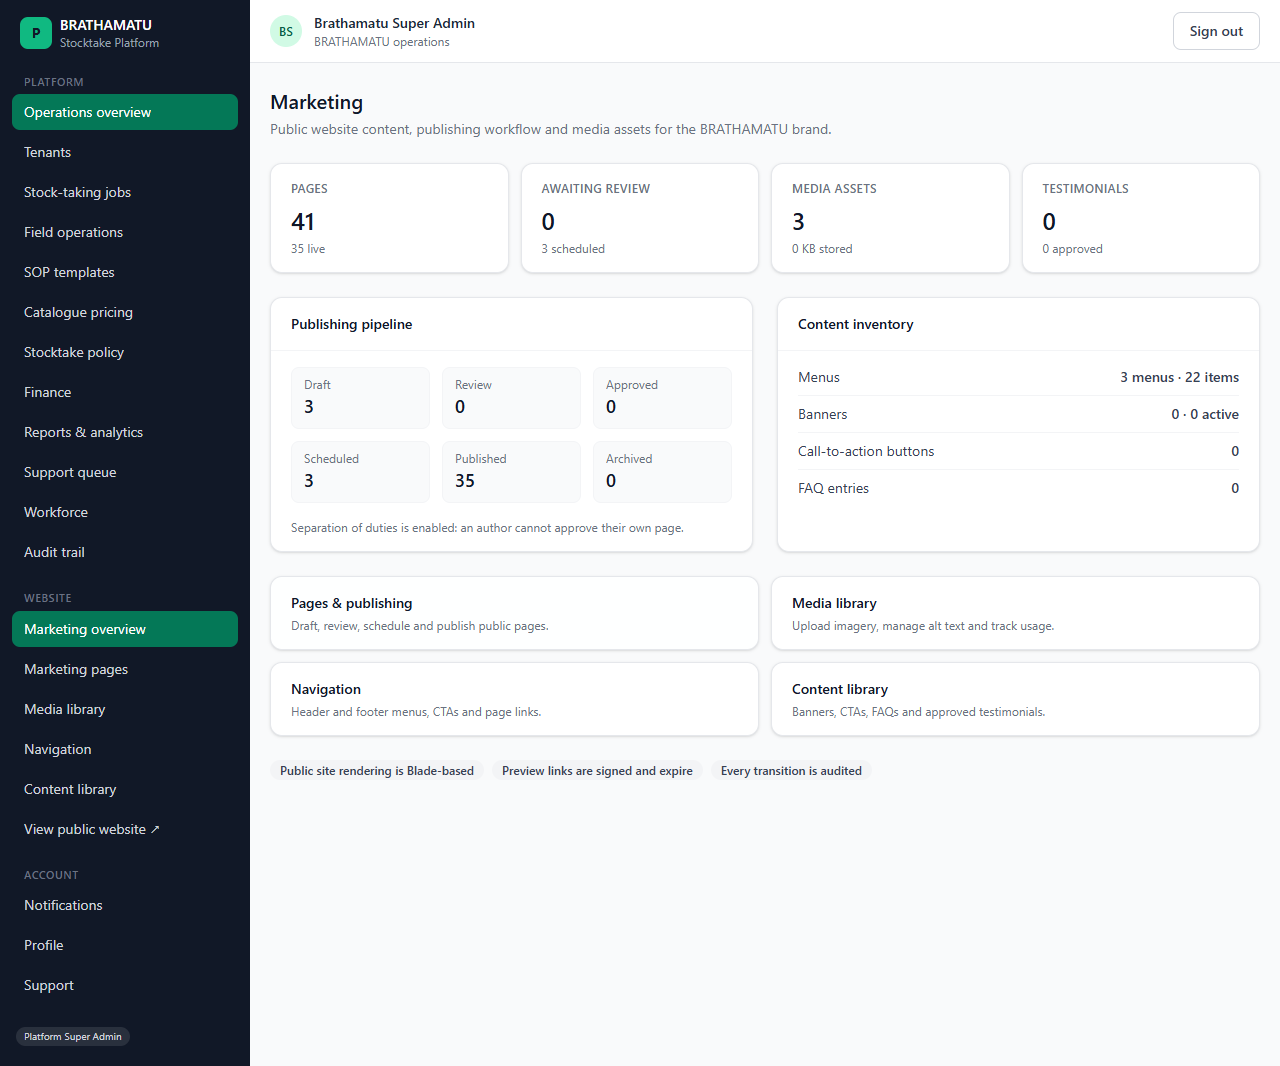 P
BRATHAMATU
Stocktake Platform
PLATFORM
Operations overview
Tenants
Stock-taking jobs
Field operations
SOP templates
Catalogue pricing
Stocktake policy
Finance
Reports & analytics
Support queue
Workforce
Audit trail
WEBSITE
Marketing overview
Marketing pages
Media library
Navigation
Content library
View public website ↗
ACCOUNT
Notifications
Profile
Support
Platform Super Admin
BS
Brathamatu Super Admin
BRATHAMATU operations
Sign out
Marketing
Public website content, publishing workflow and media assets for the BRATHAMATU brand.
PAGES
41
35 live
AWAITING REVIEW
0
3 scheduled
MEDIA ASSETS
3
0 KB stored
TESTIMONIALS
0
0 approved
Publishing pipeline
Draft
3
Review
0
Approved
0
Scheduled
3
Published
35
Archived
0
Separation of duties is enabled: an author cannot approve their own page.
Content inventory
Menus 3 menus · 22 items
Banners 0 · 0 active
Call-to-action buttons 0
FAQ entries 0
Pages & publishing
Draft, review, schedule and publish public pages.
Media library
Upload imagery, manage alt text and track usage.
Navigation
Header and footer menus, CTAs and page links.
Content library
Banners, CTAs, FAQs and approved testimonials.
Public site rendering is Blade-based
Preview links are signed and expire
Every transition is audited